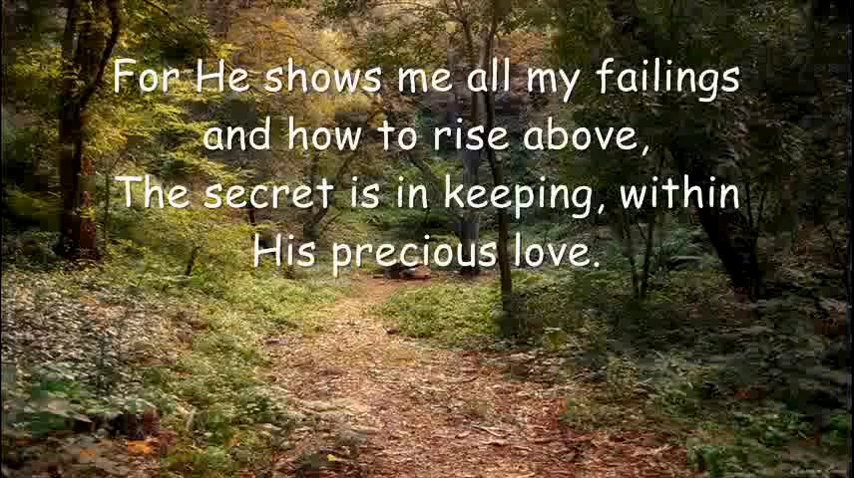 For He shows me all my failings
and how to rise above,
The secret is in keeping, within
His precious love.